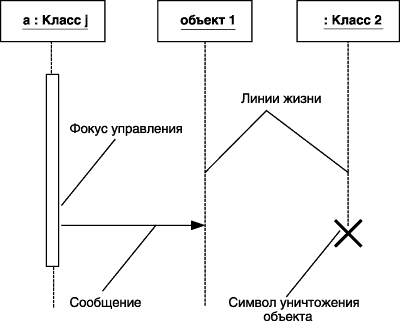 a : Класс j
объект 1
: Класс 2
Линии жизни
Фокус управления
Сообщение
Символ уничтожения
объекта